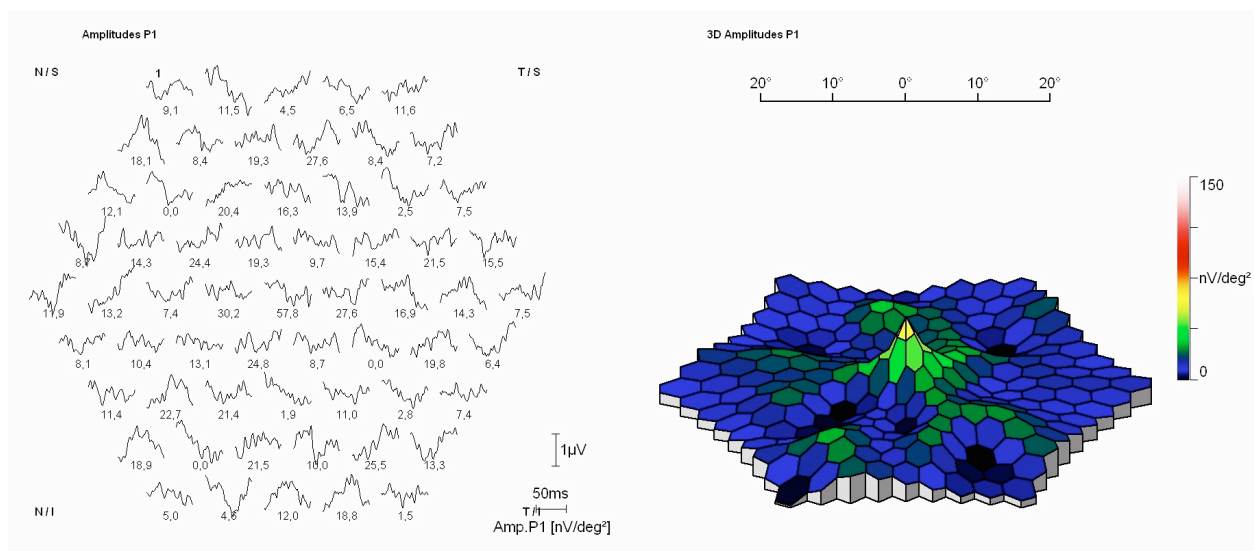 Amplitudes P1
3D Amplitudes P1
N / S
1
T / S
9,1 11,5 4,5 6,5 11,6
18,1 8,4 19,3 27,6 8,4 7,2
12,1 0,0 20,4 16,3 13,9 2,5 7,5
14,3 24,4 19,3 9,7 15,4 21,5 15,5
11,9 13,2 7,4 30,2 57,8 27,6 16,9 14,3 7,5
8,1 10,4 13,1 24,8 8,7 0,0 19,8 6,4
11,4 22,7 21,4 1,9 11,0 2,8 7,4
18,9 0,0 21,5 10,0 25,5 13,3
5,0 4,6 12,0 18,8 1,5
N / I
1µV
50ms
Amp.P1 [nV/deg²]
20° 10° 0° 10° 20°
150
nV/deg²
0